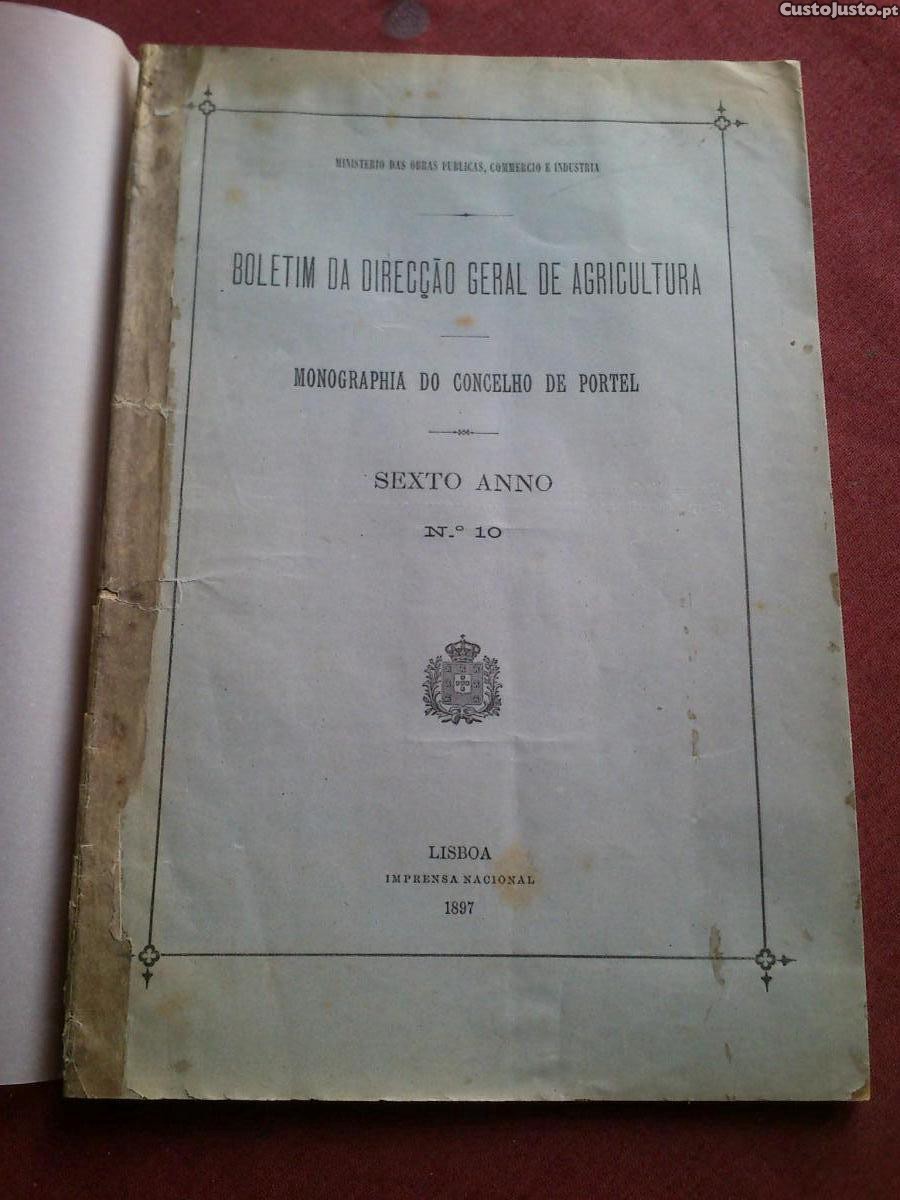 CustoJusto.pt
MINISTERIO DAS OBRAS PUBLICAS, COMMERCIO E INDUSTRIA
BOLETIM DA DIRECÇÃO GERAL DE AGRICULTURA
MONOGRAPHIA DO CONCELHO DE PORTEL
SEXTO ANNO
N.º 10
LISBOA
IMPRENSA NACIONAL
1897